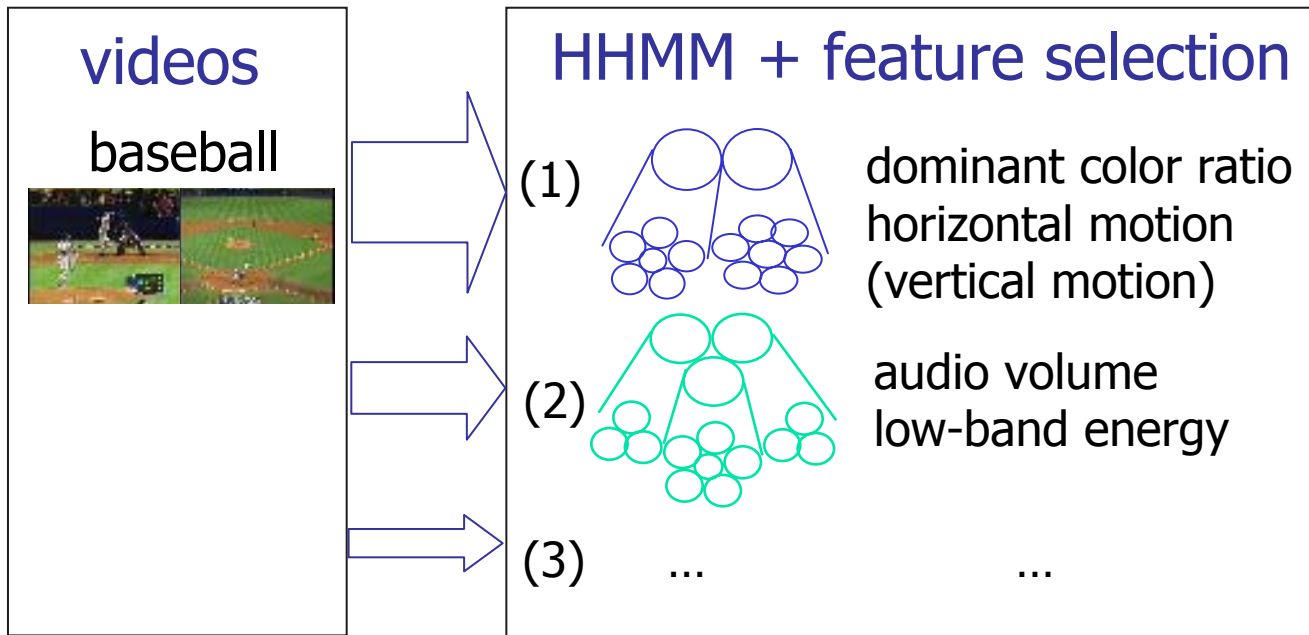 videos
baseball
HHMM + feature selection
(1)
dominant color ratio
horizontal motion
(vertical motion)
(2)
audio volume
low-band energy
(3) ... ...